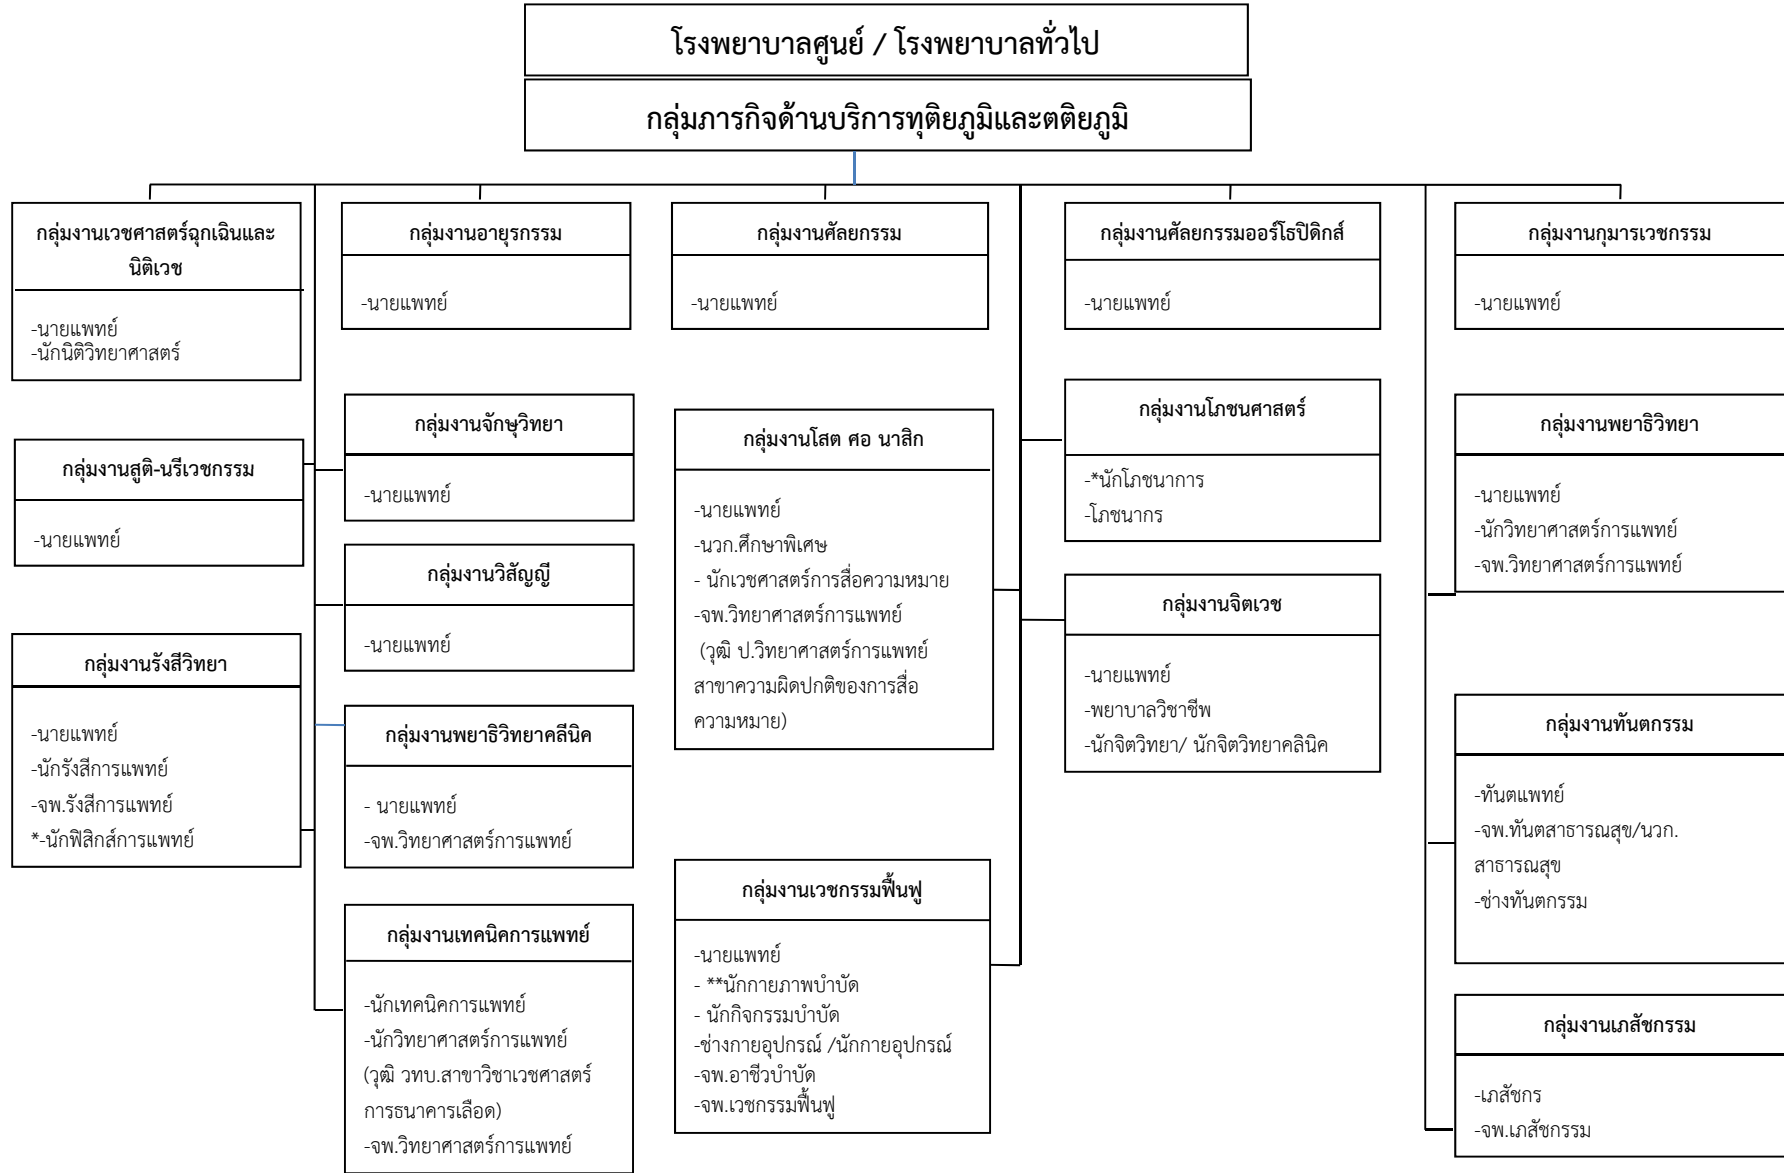 โรงพยาบาลศูนย์ / โรงพยาบาลทั่วไป
กลุ่มภารกิจด้านบริการทุติยภูมิและตติยภูมิ
กลุ่มงานเวชศาสตร์ฉุกเฉินและ
นิติเวช
-นายแพทย์
-นักนิติวิทยาศาสตร์
กลุ่มงานอายุรกรรม
-นายแพทย์
กลุ่มงานศัลยกรรม
-นายแพทย์
กลุ่มงานศัลยกรรมออร์โธปิดิกส์
-นายแพทย์
กลุ่มงานกุมารเวชกรรม
-นายแพทย์
กลุ่มงานสูติ-นรีเวชกรรม
-นายแพทย์
กลุ่มงานจักษุวิทยา
-นายแพทย์
กลุ่มงานโสต ศอ นาสิก
-นายแพทย์
-นวก.ศึกษาพิเศษ
- นักเวชศาสตร์การสื่อความหมาย
-จพ.วิทยาศาสตร์การแพทย์
(วุฒิ ป.วิทยาศาสตร์การแพทย์
สาขาความผิดปกติของการสื่อ
ความหมาย)
กลุ่มงานโภชนศาสตร์
-*นักโภชนาการ
-โภชนากร
กลุ่มงานพยาธิวิทยา
-นายแพทย์
-นักวิทยาศาสตร์การแพทย์
-จพ.วิทยาศาสตร์การแพทย์
กลุ่มงานวิสัญญี
-นายแพทย์
กลุ่มงานจิตเวช
-นายแพทย์
-พยาบาลวิชาชีพ
-นักจิตวิทยา/ นักจิตวิทยาคลินิค
กลุ่มงานรังสีวิทยา
-นายแพทย์
-นักรังสีการแพทย์
-จพ.รังสีการแพทย์
*-นักฟิสิกส์การแพทย์
กลุ่มงานพยาธิวิทยาคลีนิค
- นายแพทย์
-จพ.วิทยาศาสตร์การแพทย์
กลุ่มงานทันตกรรม
-ทันตแพทย์
-จพ.ทันตสาธารณสุข/นวก.
สาธารณสุข
-ช่างทันตกรรม
กลุ่มงานเทคนิคการแพทย์
-นักเทคนิคการแพทย์
-นักวิทยาศาสตร์การแพทย์
(วุฒิ วทบ.สาขาวิชาเวชศาสตร์
การธนาคารเลือด)
-จพ.วิทยาศาสตร์การแพทย์
กลุ่มงานเวชกรรมฟื้นฟู
-นายแพทย์
- **นักกายภาพบำบัด
- นักกิจกรรมบำบัด
-ช่างกายอุปกรณ์ /นักกายอุปกรณ์
-จพ.อาชีวบำบัด
-จพ.เวชกรรมฟื้นฟู
กลุ่มงานเภสัชกรรม
-เภสัชกร
-จพ.เภสัชกรรม